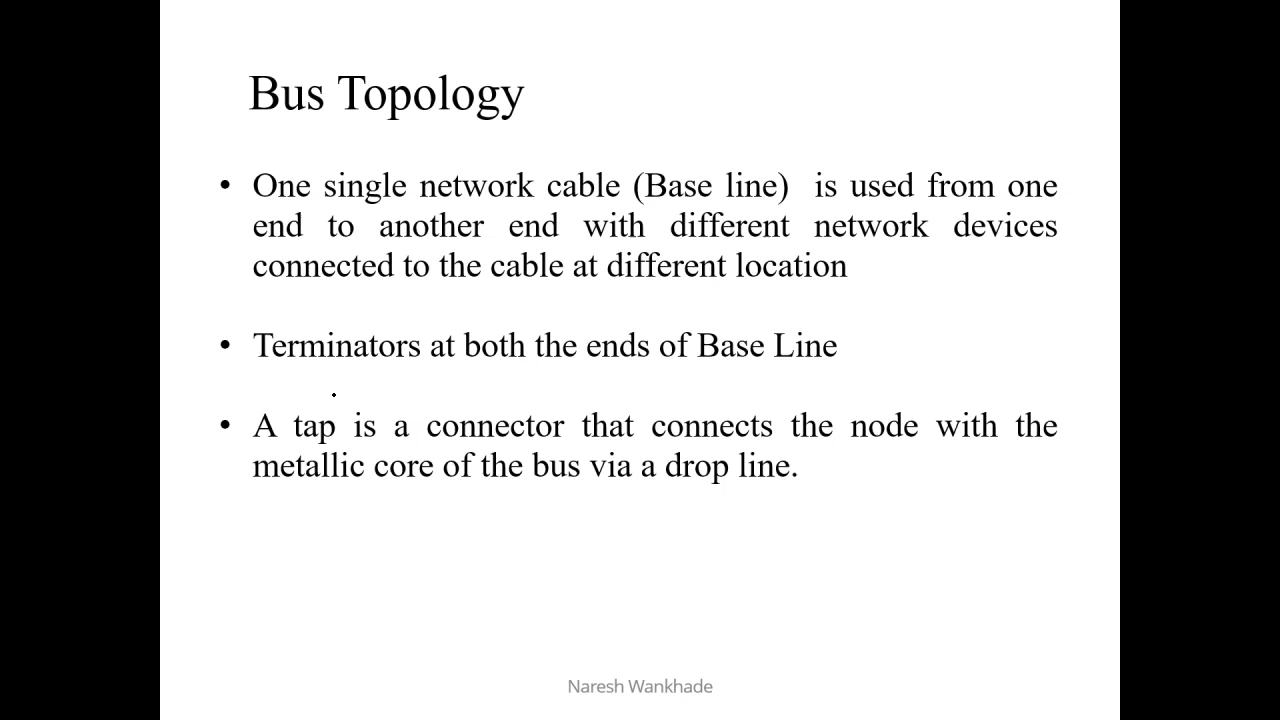 Bus Topology
• One single network cable (Base line) is used from one
end to another end with different network devices
connected to the cable at different location
• Terminators at both the ends of Base Line
• A tap is a connector that connects the node with the
metallic core of the bus via a drop line.
Naresh Wankhade